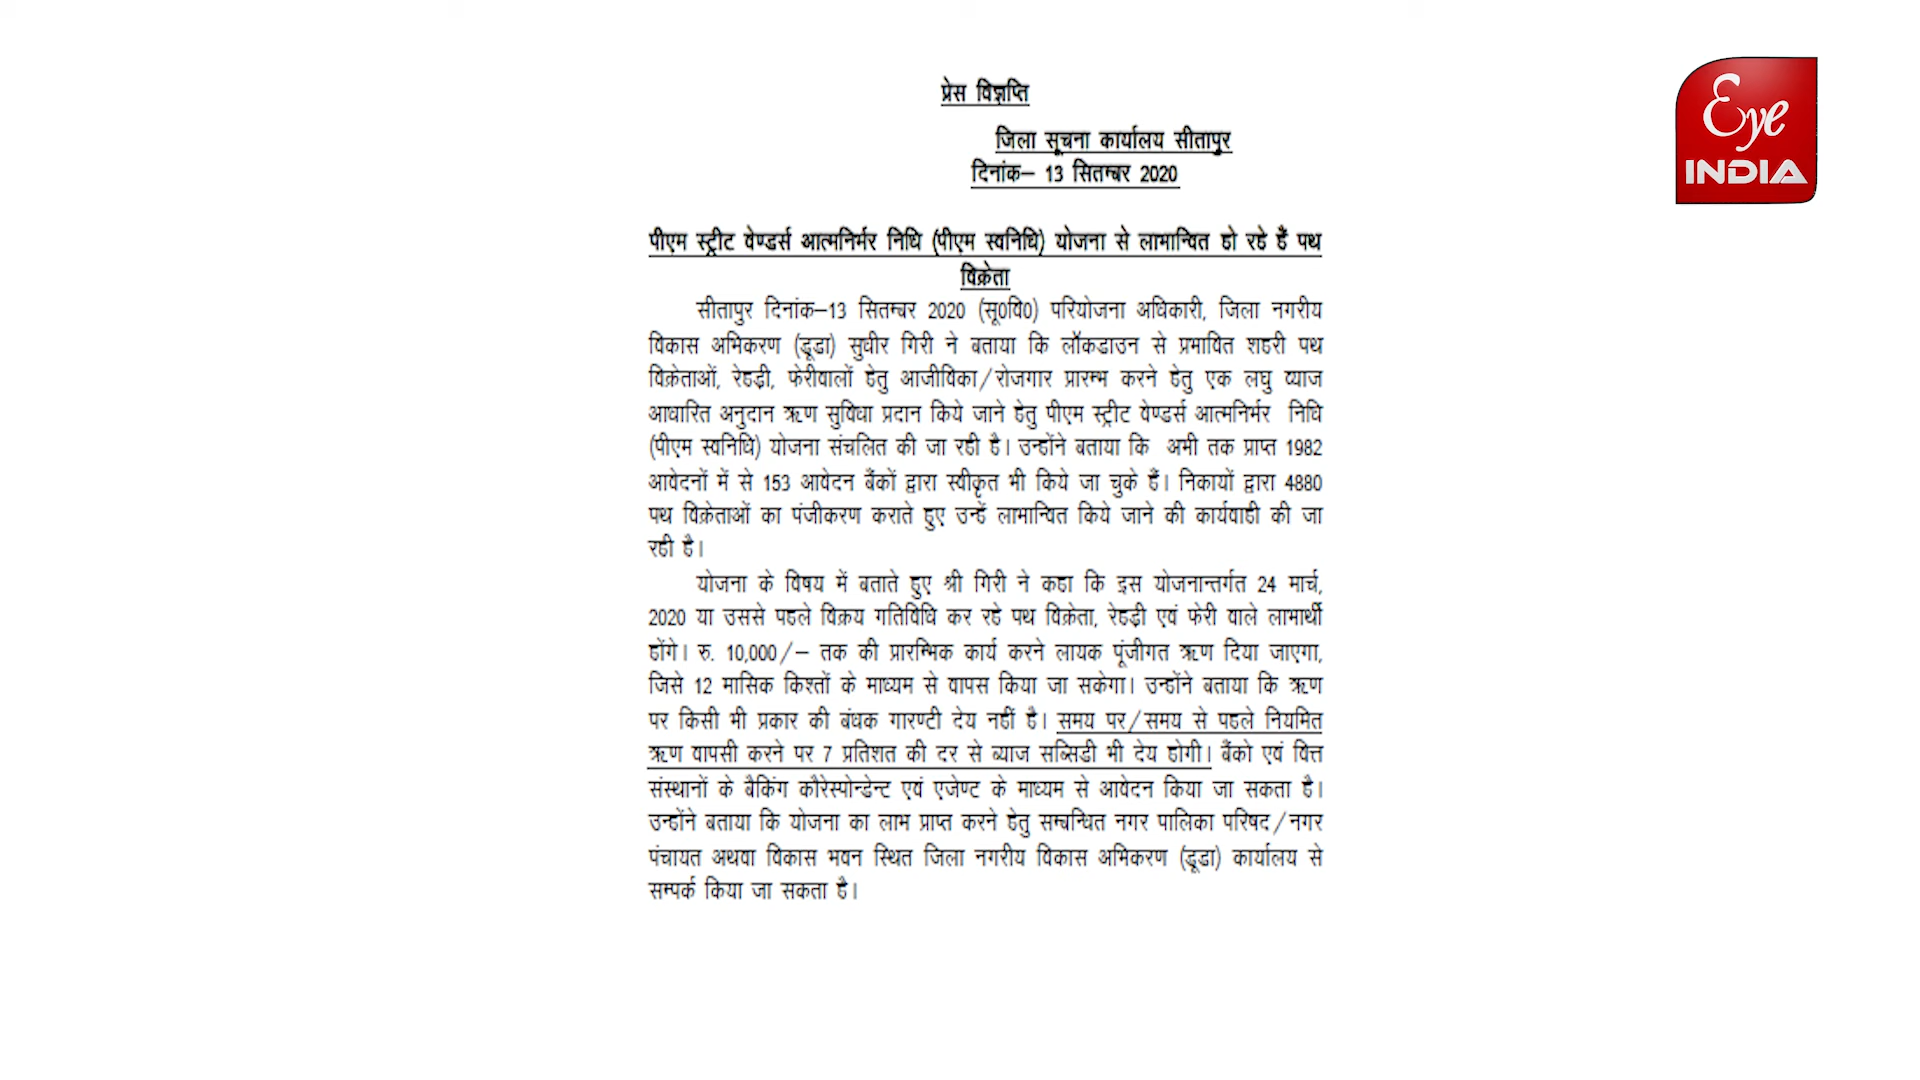 प्रेस विज्ञप्ति
Eye
INDIA
जिला सूचना कार्यालय सीतापुर
दिनांक– 13 सितम्बर 2020
पीएम स्ट्रीट वेण्डर्स आत्मनिर्भर निधि (पीएम स्वनिधि) योजना से लाभान्वित हो रहे हैं पथ
विक्रेता
सीतापुर दिनांक–13 सितम्बर 2020 (सू0वि0) परियोजना अधिकारी, जिला नगरीय
विकास अभिकरण (डूडा) सुधीर गिरी ने बताया कि लॉकडाउन से प्रभावित शहरी पथ
विक्रेताओं, रेहड़ी, फेरीवालों हेतु आजीविका/रोजगार प्रारम्भ करने हेतु एक लघु व्याज
आधारित अनुदान ऋण सुविधा प्रदान किये जाने हेतु पीएम स्ट्रीट वेण्डर्स आत्मनिर्भर निधि
(पीएम स्वनिधि) योजना संचलित की जा रही है। उन्होंने बताया कि अभी तक प्राप्त 1982
आवेदनों में से 153 आवेदन बैंकों द्वारा स्वीकृत भी किये जा चुके हैं। निकायों द्वारा 4880
पथ विक्रेताओं का पंजीकरण कराते हुए उन्हें लाभान्वित किये जाने की कार्यवाही की जा
रही है।
योजना के विषय में बताते हुए श्री गिरी ने कहा कि इस योजनान्तर्गत 24 मार्च,
2020 या उससे पहले विक्रय गतिविधि कर रहे पथ विक्रेता, रेहड़ी एवं फेरी वाले लाभार्थी
होंगे। रु. 10,000/– तक की प्रारम्भिक कार्य करने लायक पूंजीगत ऋण दिया जाएगा,
जिसे 12 मासिक किश्तों के माध्यम से वापस किया जा सकेगा। उन्होंने बताया कि ऋण
पर किसी भी प्रकार की बंधक गारण्टी देय नहीं है। समय पर/समय से पहले नियमित
ऋण वापसी करने पर 7 प्रतिशत की दर से ब्याज सब्सिडी भी देय होगी। बैंको एवं वित्त
संस्थानों के बैकिंग कौरेस्पोन्डेन्ट एवं एजेण्ट के माध्यम से आवेदन किया जा सकता है।
उन्होंने बताया कि योजना का लाभ प्राप्त करने हेतु सम्बन्धित नगर पालिका परिषद/नगर
पंचायत अथवा विकास भवन स्थित जिला नगरीय विकास अभिकरण (डूडा) कार्यालय से
सम्पर्क किया जा सकता है।